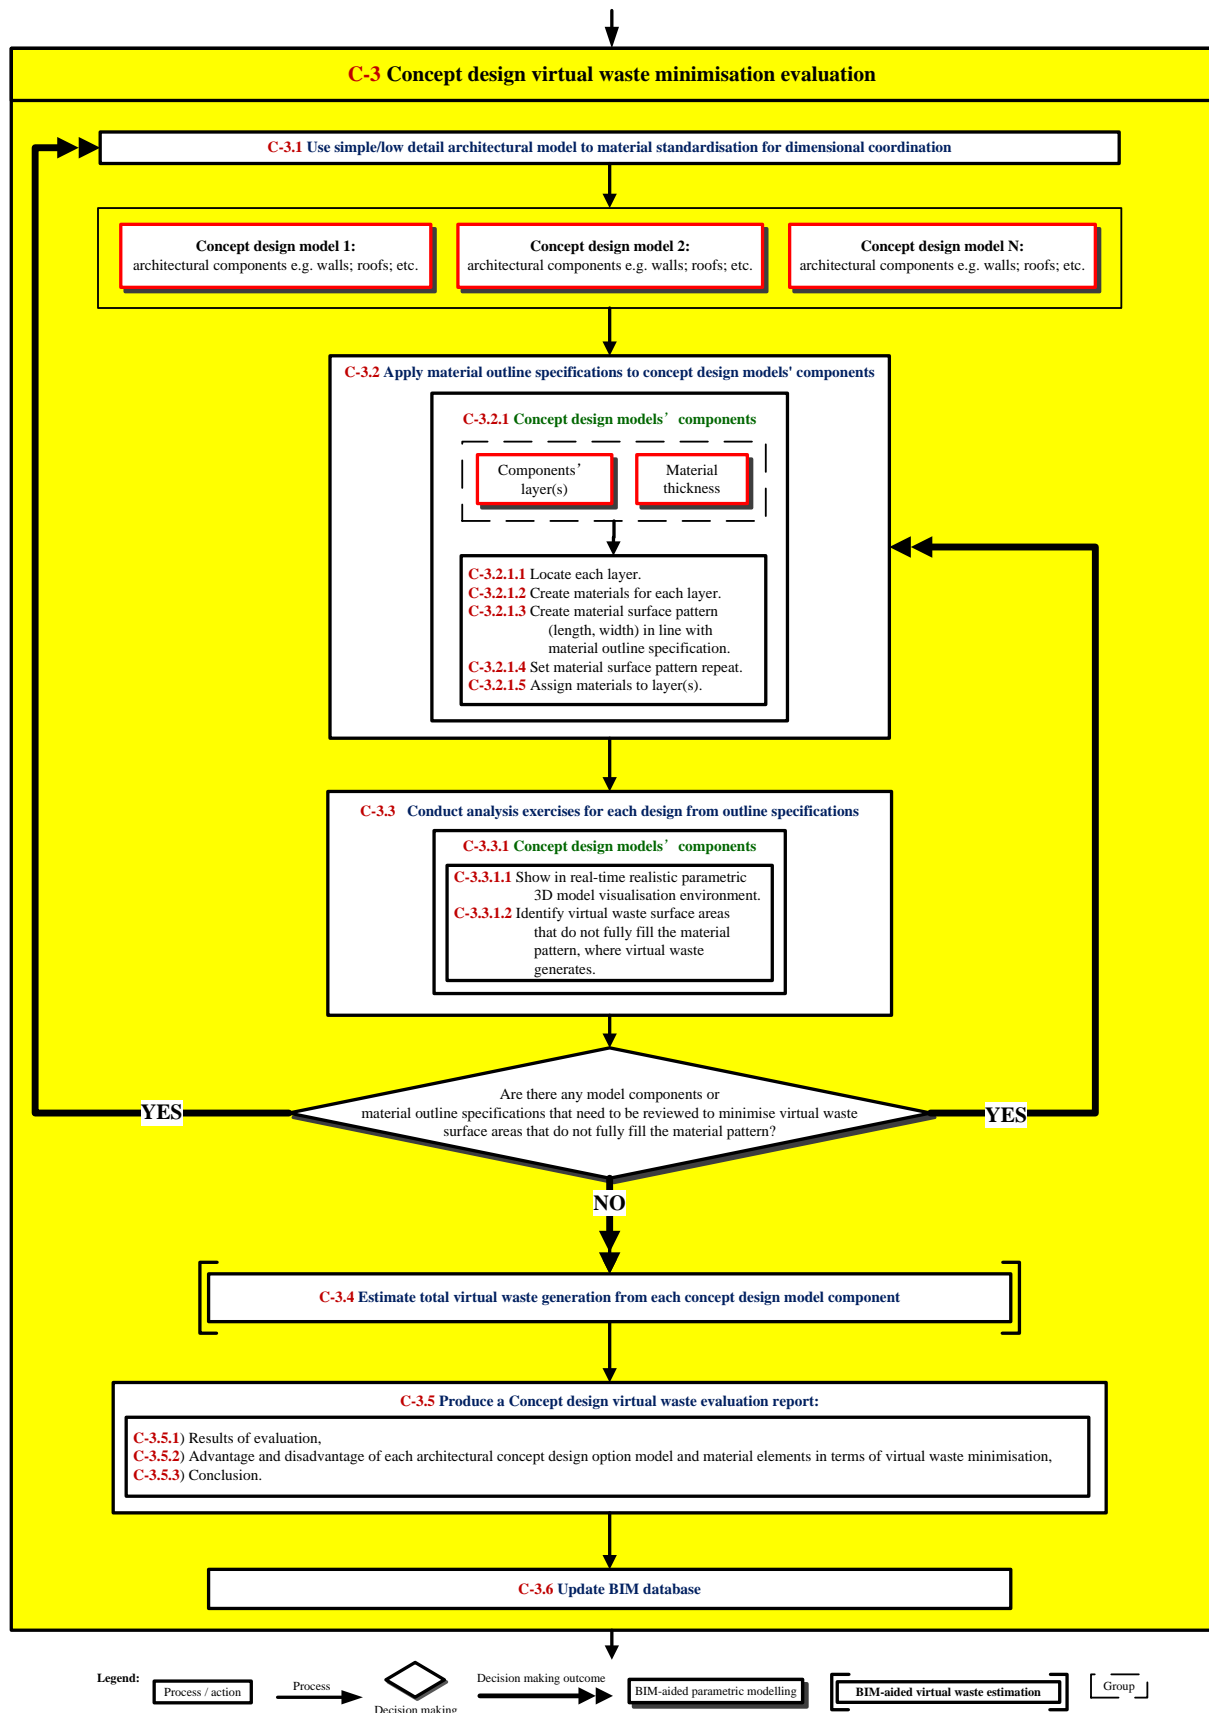 C-3 Concept design virtual waste minimisation evaluation
C-3.1 Use simple/low detail architectural model to material standardisation for dimensional coordination
Concept design model 1:
architectural components e.g. walls; roofs; etc.
Concept design model 2:
architectural components e.g. walls; roofs; etc.
Concept design model N:
architectural components e.g. walls; roofs; etc.
C-3.2 Apply material outline specifications to concept design models' components
C-3.2.1 Concept design models’ components
Components’
layer(s)
Material
thickness
C-3.2.1.1 Locate each layer.
C-3.2.1.2 Create materials for each layer.
C-3.2.1.3 Create material surface pattern
(length, width) in line with
material outline specification.
C-3.2.1.4 Set material surface pattern repeat.
C-3.2.1.5 Assign materials to layer(s).
C-3.3 Conduct analysis exercises for each design from outline specifications
C-3.3.1 Concept design models’ components
C-3.3.1.1 Show in real-time realistic parametric
3D model visualisation environment.
C-3.3.1.2 Identify virtual waste surface areas
that do not fully fill the material
pattern, where virtual waste
generates.
Are there any model components or
material outline specifications that need to be reviewed to minimise virtual waste
surface areas that do not fully fill the material pattern?
YES
YES
NO
C-3.4 Estimate total virtual waste generation from each concept design model component
C-3.5 Produce a Concept design virtual waste evaluation report:
C-3.5.1) Results of evaluation,
C-3.5.2) Advantage and disadvantage of each architectural concept design option model and material elements in terms of virtual waste minimisation,
C-3.5.3) Conclusion.
C-3.6 Update BIM database
Legend:
Process / action
Process
Decision making
Decision making outcome
BIM-aided parametric modelling
BIM-aided virtual waste estimation
Group